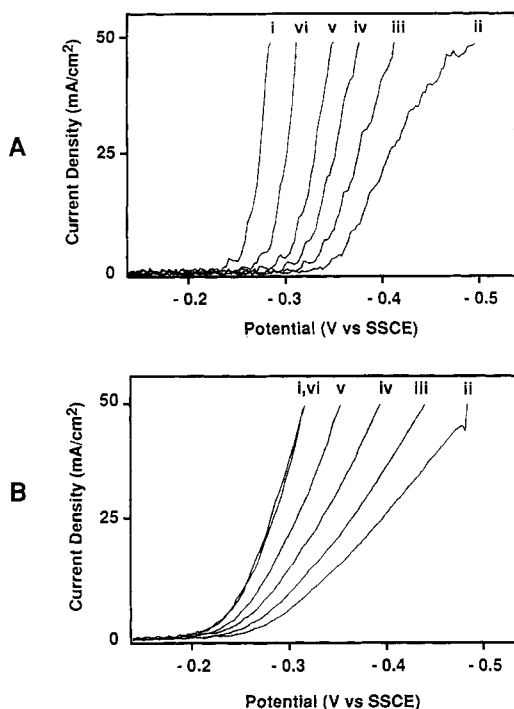 A
Current Density (mA/cm²)
50
25
0
i vi v iv iii ii
- 0.2 - 0.3 - 0.4 - 0.5
Potential (V vs SSCE)
B
Current Density (mA/cm²)
50
25
0
i,vi v iv iii ii
- 0.2 - 0.3 - 0.4 - 0.5
Potential (V vs SSCE)